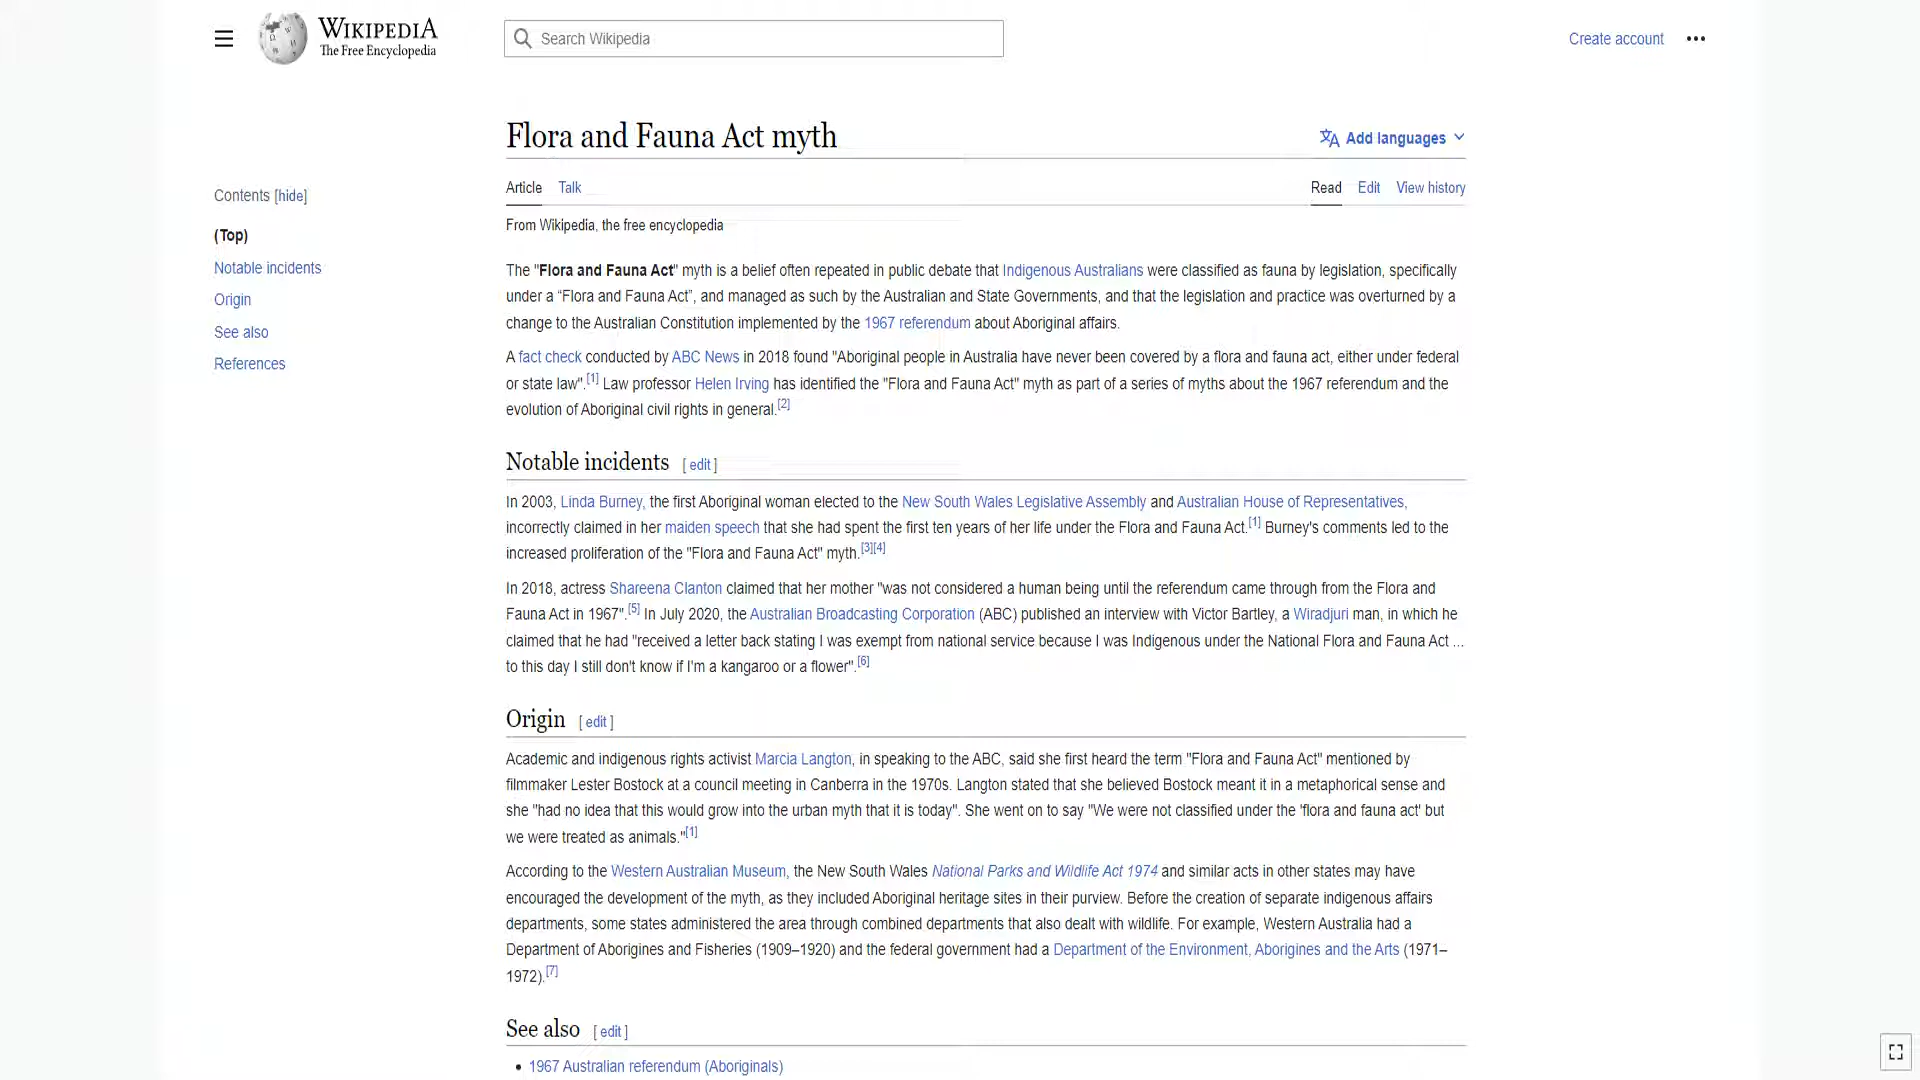 WIKIPEDIA
The Free Encyclopedia
Search Wikipedia
Create account
Flora and Fauna Act myth
Add languages
Contents [hide]
(Top)
Notable incidents
Origin
See also
References
Article Talk
Read Edit View history
From Wikipedia, the free encyclopedia
The "Flora and Fauna Act" myth is a belief often repeated in public debate that Indigenous Australians were classified as fauna by legislation, specifically
under a “Flora and Fauna Act”, and managed as such by the Australian and State Governments, and that the legislation and practice was overturned by a
change to the Australian Constitution implemented by the 1967 referendum about Aboriginal affairs.
A fact check conducted by ABC News in 2018 found "Aboriginal people in Australia have never been covered by a flora and fauna act, either under federal
or state law".[1] Law professor Helen Irving has identified the "Flora and Fauna Act" myth as part of a series of myths about the 1967 referendum and the
evolution of Aboriginal civil rights in general.[2]
Notable incidents [ edit ]
In 2003, Linda Burney, the first Aboriginal woman elected to the New South Wales Legislative Assembly and Australian House of Representatives,
incorrectly claimed in her maiden speech that she had spent the first ten years of her life under the Flora and Fauna Act.[1] Burney's comments led to the
increased proliferation of the "Flora and Fauna Act" myth.[3][4]
In 2018, actress Shareena Clanton claimed that her mother "was not considered a human being until the referendum came through from the Flora and
Fauna Act in 1967".[5] In July 2020, the Australian Broadcasting Corporation (ABC) published an interview with Victor Bartley, a Wiradjuri man, in which he
claimed that he had "received a letter back stating I was exempt from national service because I was Indigenous under the National Flora and Fauna Act ...
to this day I still don't know if I'm a kangaroo or a flower".[6]
Origin [ edit ]
Academic and indigenous rights activist Marcia Langton, in speaking to the ABC, said she first heard the term "Flora and Fauna Act" mentioned by
filmmaker Lester Bostock at a council meeting in Canberra in the 1970s. Langton stated that she believed Bostock meant it in a metaphorical sense and
she "had no idea that this would grow into the urban myth that it is today". She went on to say "We were not classified under the 'flora and fauna act' but
we were treated as animals."[1]
According to the Western Australian Museum, the New South Wales National Parks and Wildlife Act 1974 and similar acts in other states may have
encouraged the development of the myth, as they included Aboriginal heritage sites in their purview. Before the creation of separate indigenous affairs
departments, some states administered the area through combined departments that also dealt with wildlife. For example, Western Australia had a
Department of Aborigines and Fisheries (1909–1920) and the federal government had a Department of the Environment, Aborigines and the Arts (1971–
1972).[7]
See also [ edit ]
• 1967 Australian referendum (Aboriginals)